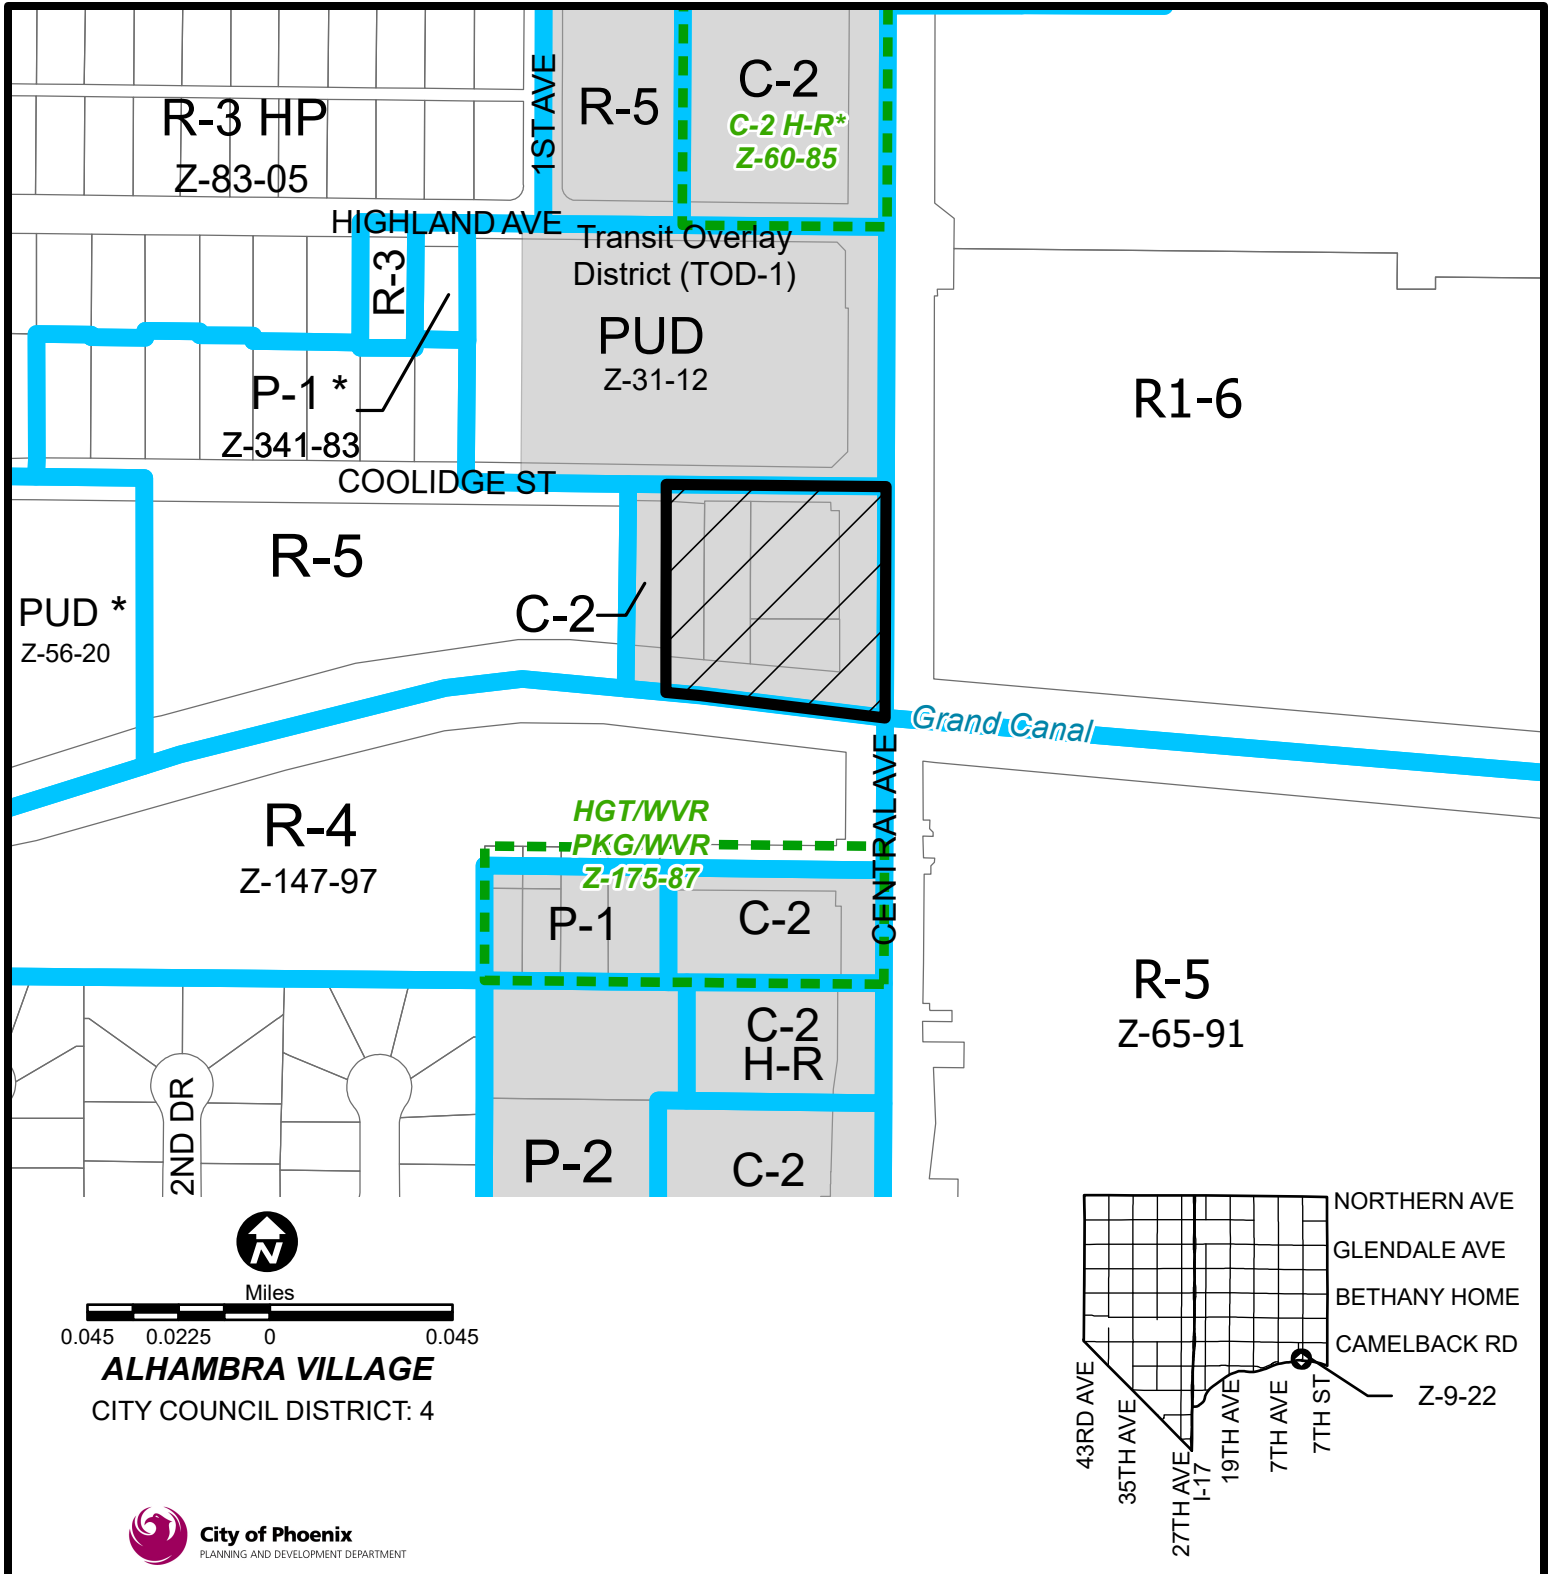 R-3 HP
Z-83-05
1ST AVE
R-5
C-2
C-2 H-R*
Z-60-85
HIGHLAND AVE
Transit Overlay
District (TOD-1)
R-3
PUD
Z-31-12
P-1 *
Z-341-83
R1-6
COOLIDGE ST
R-5
C-2
PUD *
Z-56-20
Grand Canal
CENTRAL AVE
R-4
Z-147-97
HGT/WVR
PKG/WVR
Z-175-87
P-1
C-2
R-5
Z-65-91
C-2
H-R
2ND DR
P-2
C-2
N
Miles
0.045 0.0225 0 0.045
ALHAMBRA VILLAGE
CITY COUNCIL DISTRICT: 4
NORTHERN AVE
GLENDALE AVE
BETHANY HOME
CAMELBACK RD
Z-9-22
43RD AVE
35TH AVE
27TH AVE
I-17
19TH AVE
7TH AVE
7TH ST
City of Phoenix
PLANNING AND DEVELOPMENT DEPARTMENT